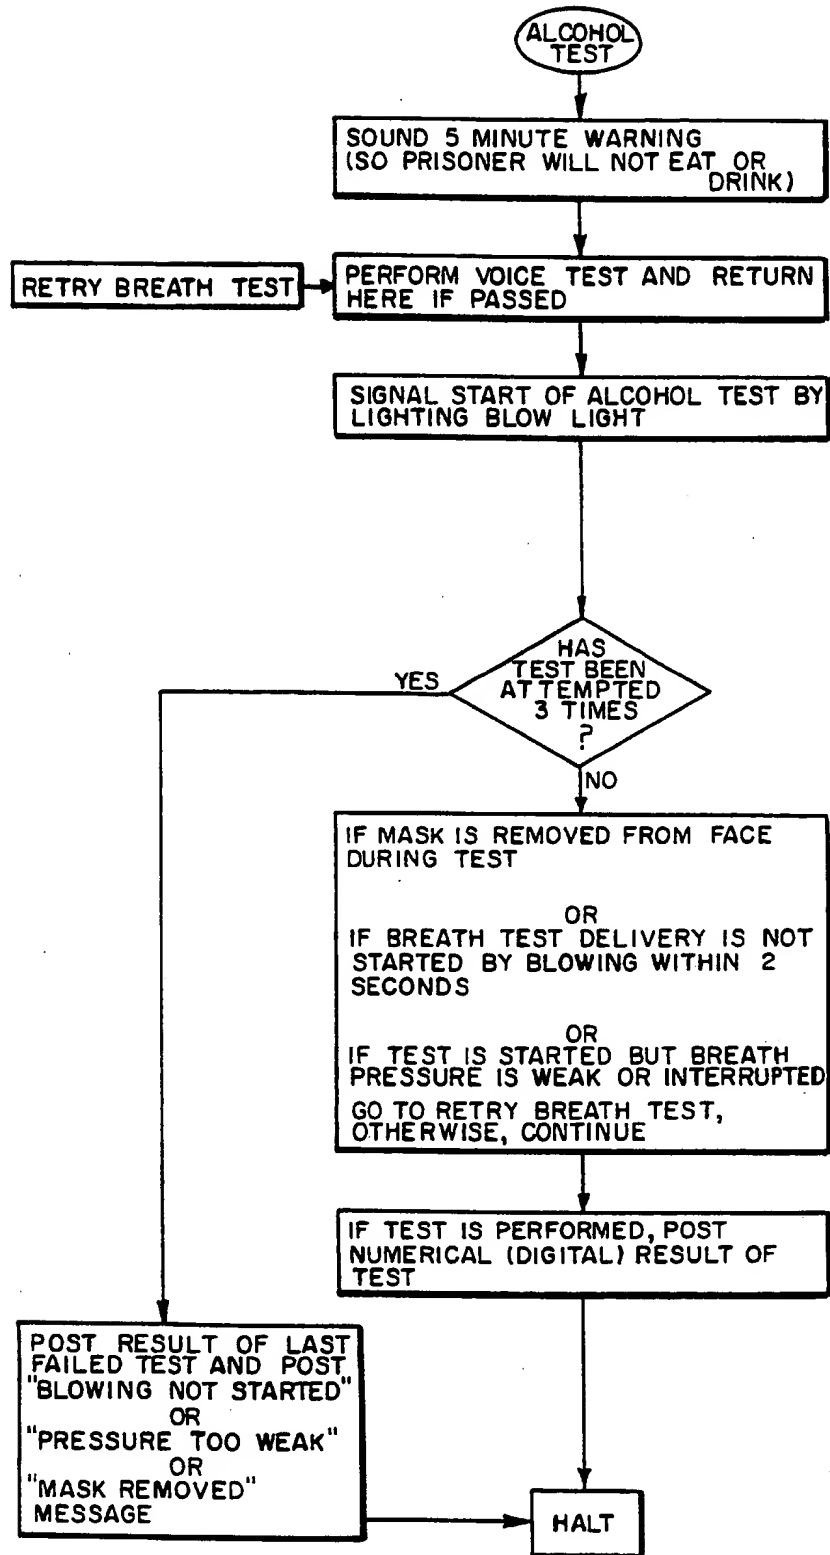 ALCOHOL
TEST
SOUND 5 MINUTE WARNING
(SO PRISONER WILL NOT EAT OR
DRINK)
RETRY BREATH TEST
PERFORM VOICE TEST AND RETURN
HERE IF PASSED
SIGNAL START OF ALCOHOL TEST BY
LIGHTING BLOW LIGHT
HAS
TEST BEEN
ATTEMPTED
3 TIMES
?
YES
NO
IF MASK IS REMOVED FROM FACE
DURING TEST
OR
IF BREATH TEST DELIVERY IS NOT
STARTED BY BLOWING WITHIN 2
SECONDS
OR
IF TEST IS STARTED BUT BREATH
PRESSURE IS WEAK OR INTERRUPTED
GO TO RETRY BREATH TEST,
OTHERWISE, CONTINUE
IF TEST IS PERFORMED, POST
NUMERICAL (DIGITAL) RESULT OF
TEST
POST RESULT OF LAST
FAILED TEST AND POST
"BLOWING NOT STARTED"
OR
"PRESSURE TOO WEAK"
OR
"MASK REMOVED"
MESSAGE
HALT